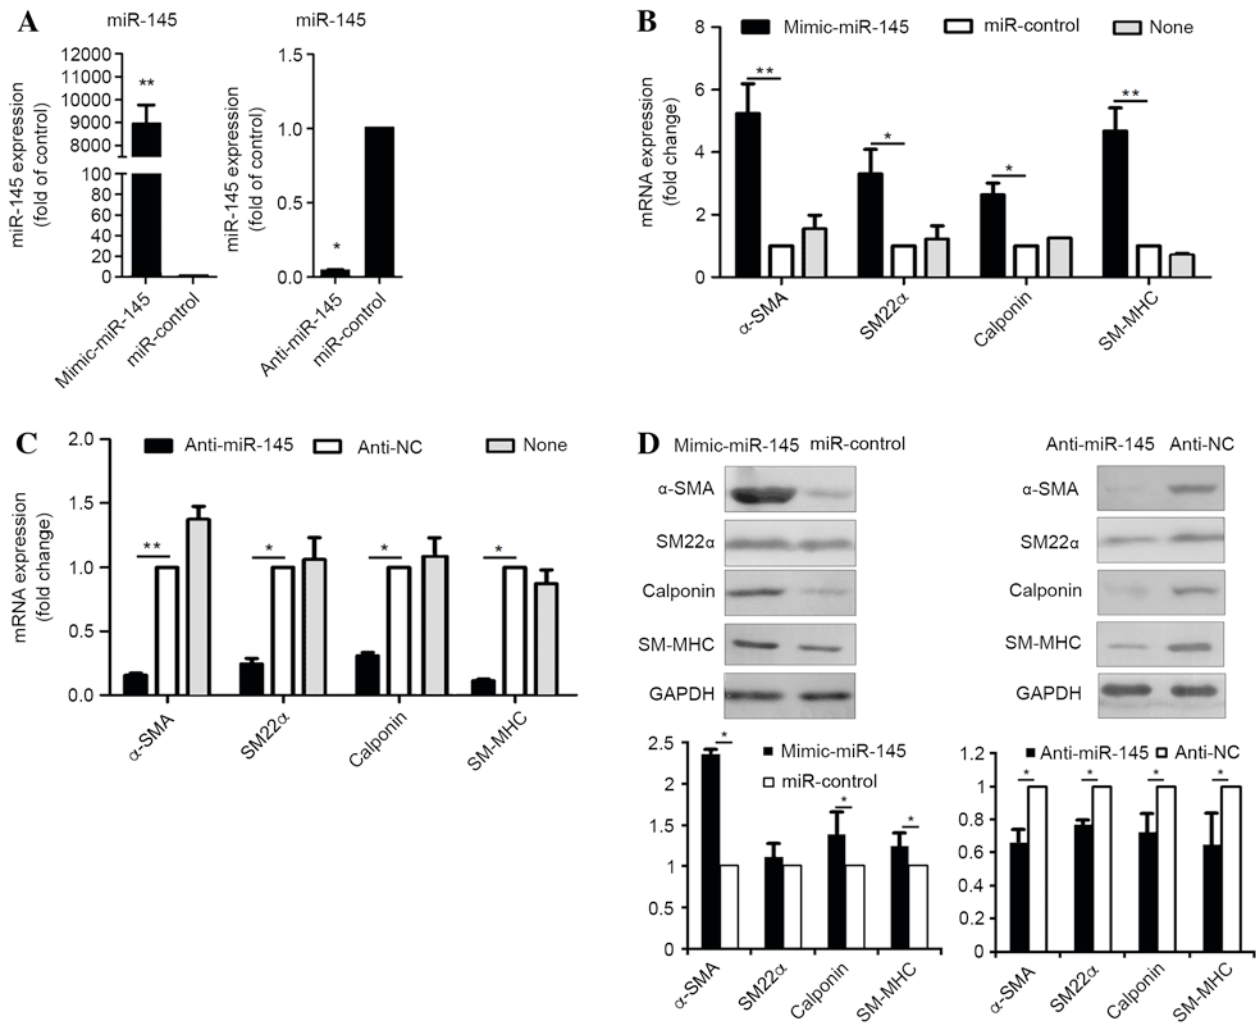 A
miR-145
miR-145
miR-145 expression
(fold of control)
12000
11000
10000
9000
8000
100
80
60
40
20
0
**
Mimic-miR-145
miR-control
miR-145 expression
(fold of control)
1.5
1.0
0.5
0.0
*
Anti-miR-145
miR-control
B
Mimic-miR-145
miR-control
None
mRNA expression
(fold change)
8
6
4
2
0
**
*
*
**
α-SMA
SM22α
Calponin
SM-MHC
C
Anti-miR-145
Anti-NC
None
mRNA expression
(fold change)
2.0
1.5
1.0
0.5
0.0
**
*
*
*
α-SMA
SM22α
Calponin
SM-MHC
D
Mimic-miR-145 miR-control
α-SMA
SM22α
Calponin
SM-MHC
GAPDH
Anti-miR-145 Anti-NC
α-SMA
SM22α
Calponin
SM-MHC
GAPDH
2.5
2
1.5
1
0.5
0
Mimic-miR-145
miR-control
*
*
*
α-SMA
SM22α
Calponin
SM-MHC
1.2
1
0.8
0.6
0.4
0.2
0
Anti-miR-145
Anti-NC
*
*
*
*
α-SMA
SM22α
Calponin
SM-MHC